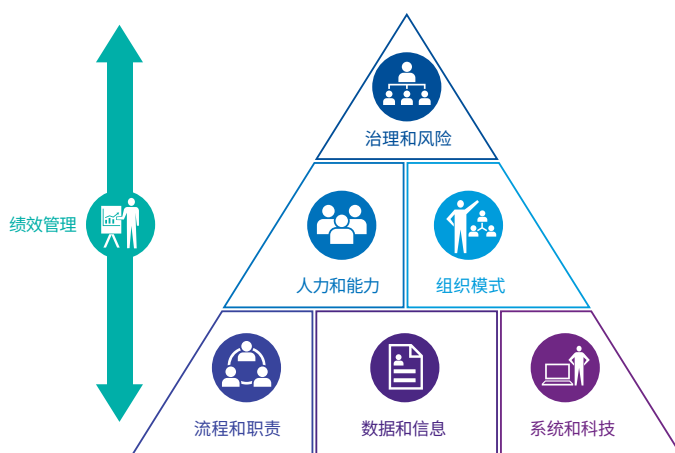 治理和风险
绩效管理
人力和能力
组织模式
流程和职责
数据和信息
系统和科技